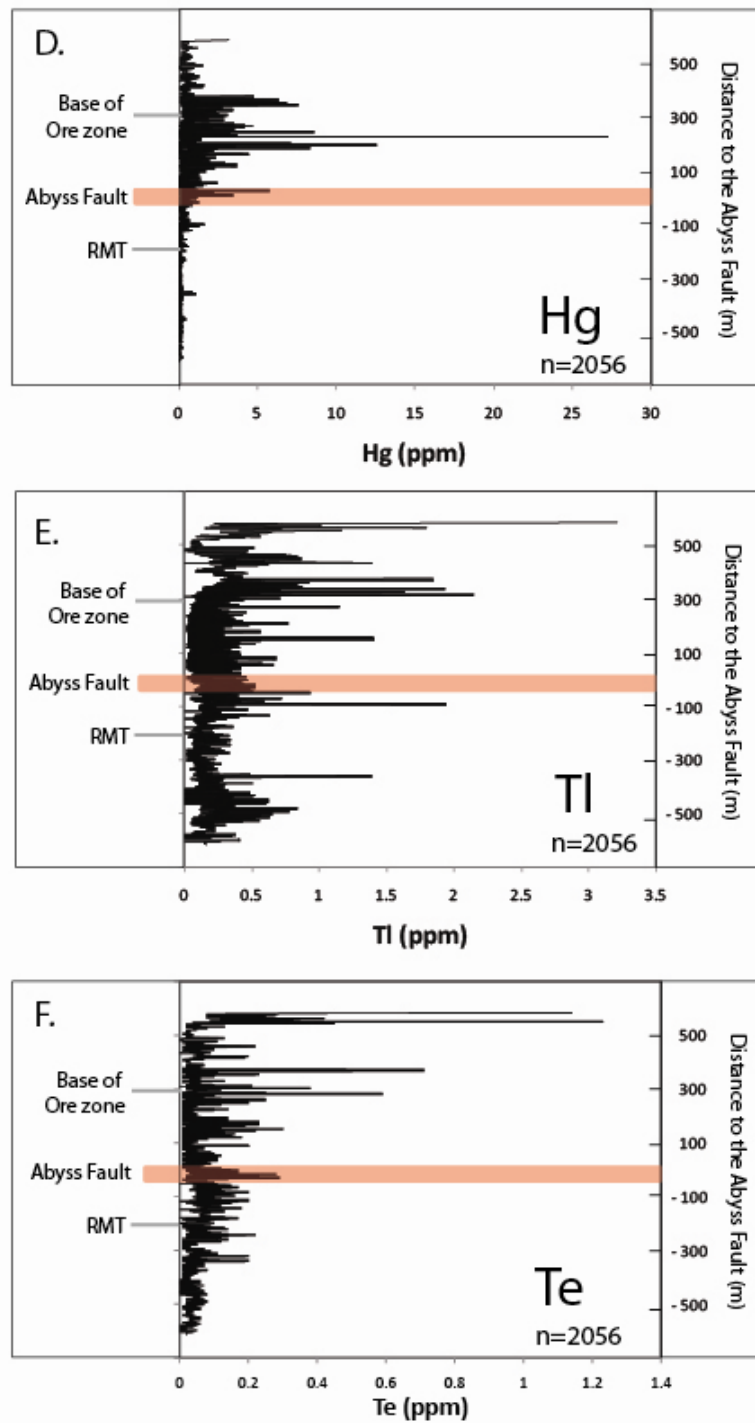 D.
Base of
Ore zone
Abyss Fault
RMT
500
300
100
- 100
- 300
- 500
Distance to the Abyss Fault (m)
Hg
n=2056
0 5 10 15 20 25 30
Hg (ppm)
E.
Base of
Ore zone
Abyss Fault
RMT
500
300
100
- 100
- 300
- 500
Distance to the Abyss Fault (m)
Tl
n=2056
0 0.5 1 1.5 2 2.5 3 3.5
Tl (ppm)
F.
Base of
Ore zone
Abyss Fault
RMT
500
300
100
- 100
- 300
- 500
Distance to the Abyss Fault (m)
Te
n=2056
0 0.2 0.4 0.6 0.8 1 1.2 1.4
Te (ppm)